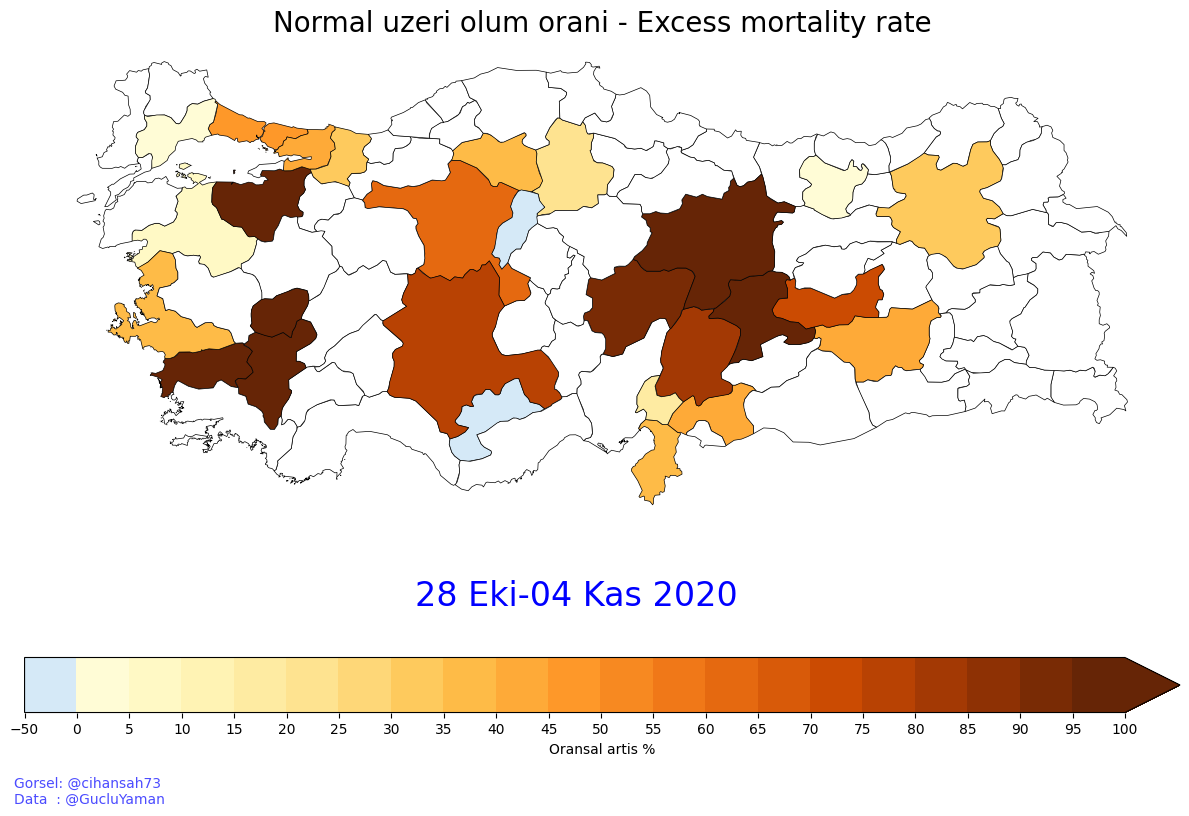 Normal uzeri olum orani - Excess mortality rate
28 Eki-04 Kas 2020
−50 0 5 10 15 20 25 30 35 40 45 50 55 60 65 70 75 80 85 90 95 100
Oransal artis %
Gorsel: @cihansah73
Data : @GucluYaman